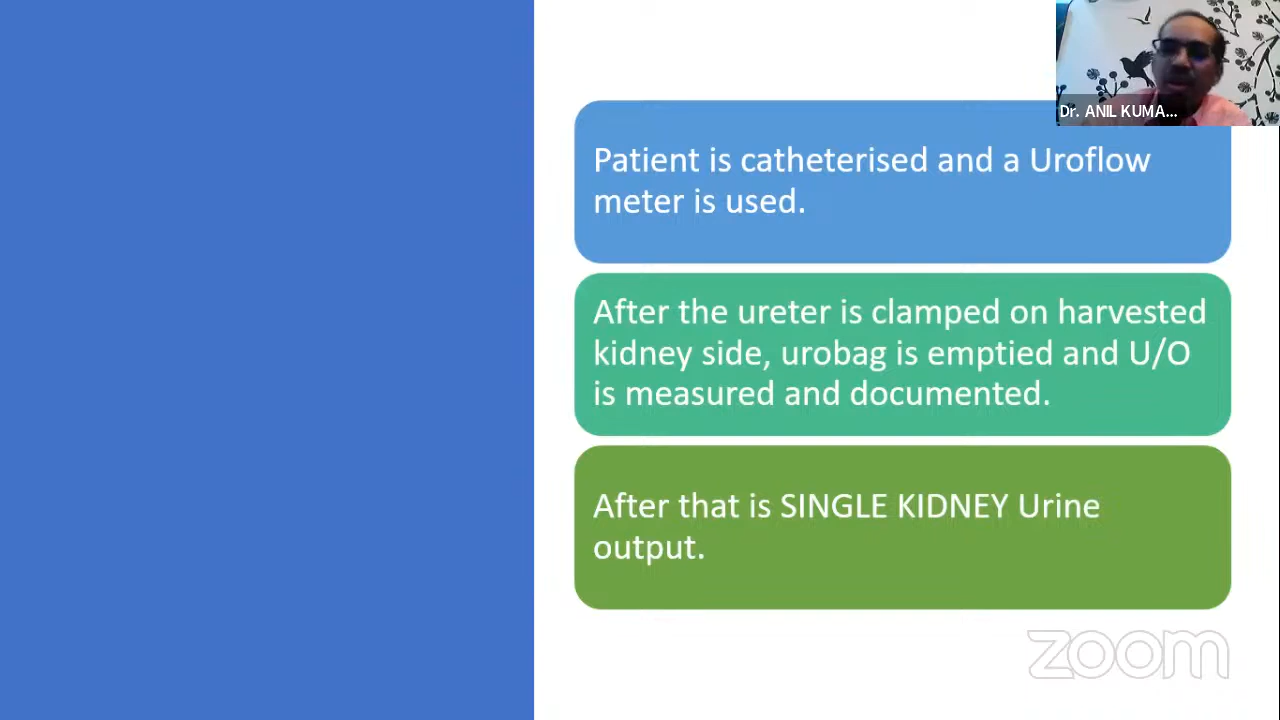 Dr. ANIL KUMA...
Patient is catheterised and a Uroflow
meter is used.
After the ureter is clamped on harvested
kidney side, urobag is emptied and U/O
is measured and documented.
After that is SINGLE KIDNEY Urine
output.
zoom